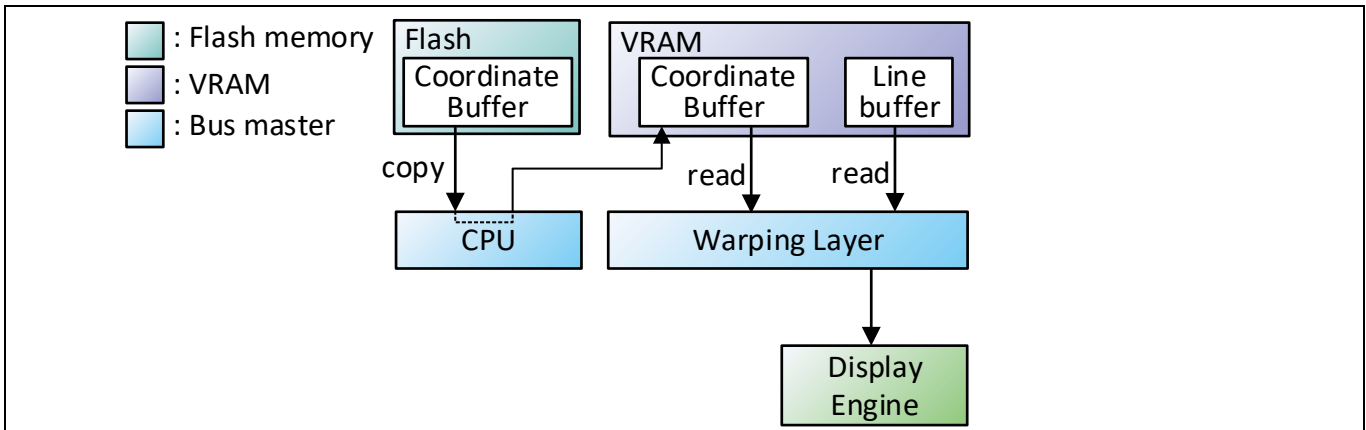 : Flash memory
: VRAM
: Bus master
Flash
Coordinate
Buffer
VRAM
Coordinate
Buffer
Line
buffer
copy
read
read
CPU
Warping Layer
Display
Engine